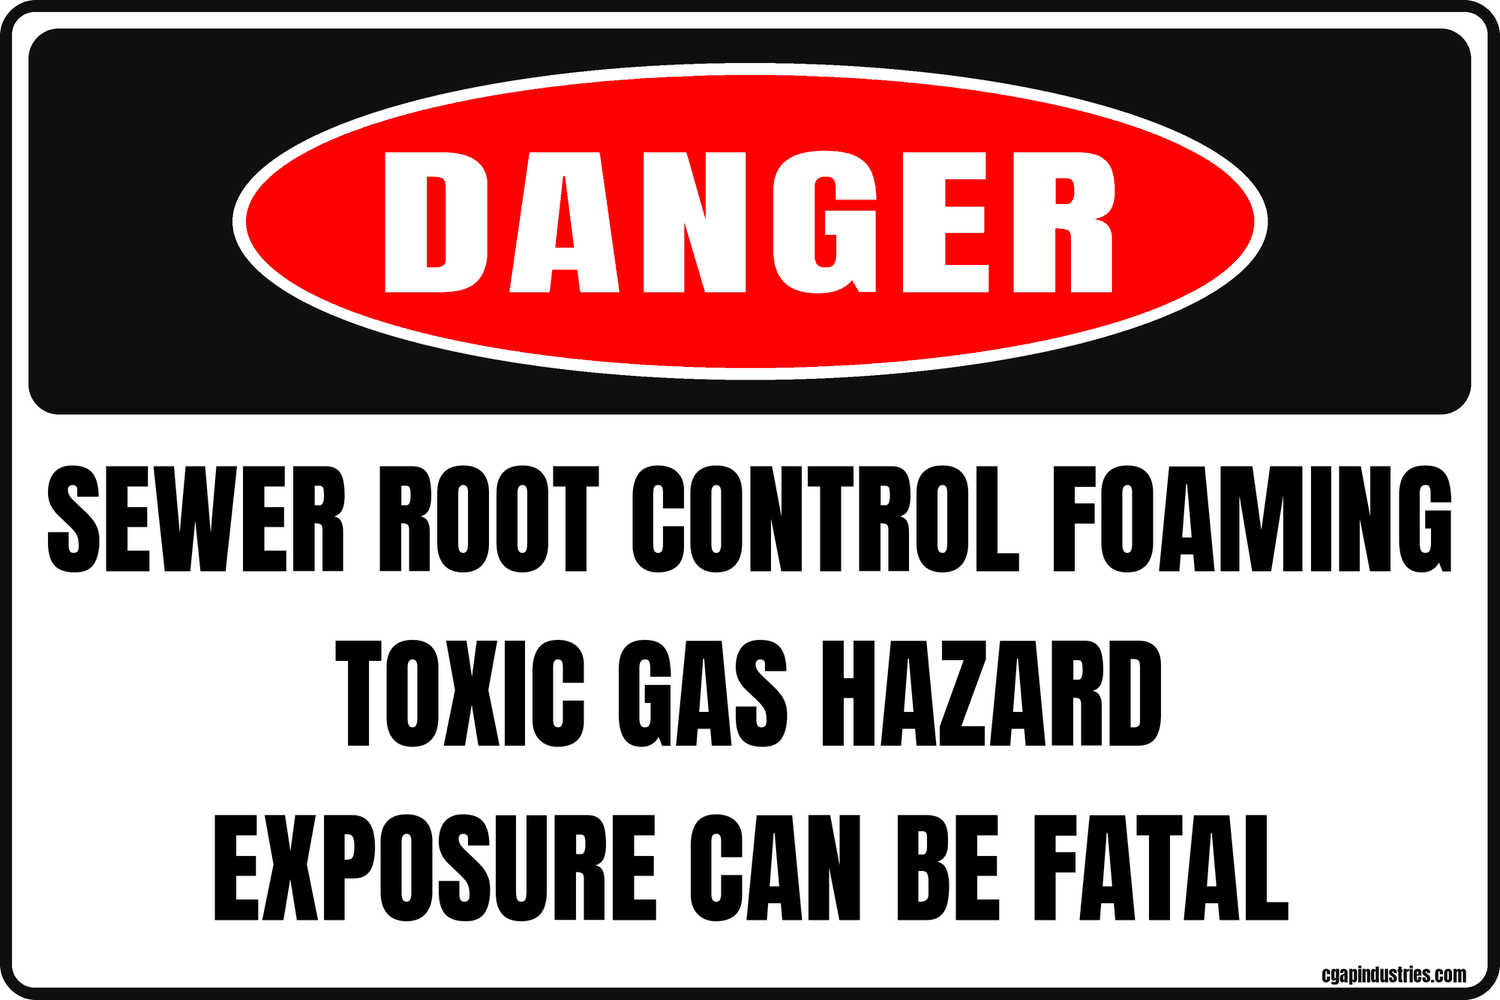 DANGER
SEWER ROOT CONTROL FOAMING
TOXIC GAS HAZARD
EXPOSURE CAN BE FATAL
cgapindustries.com